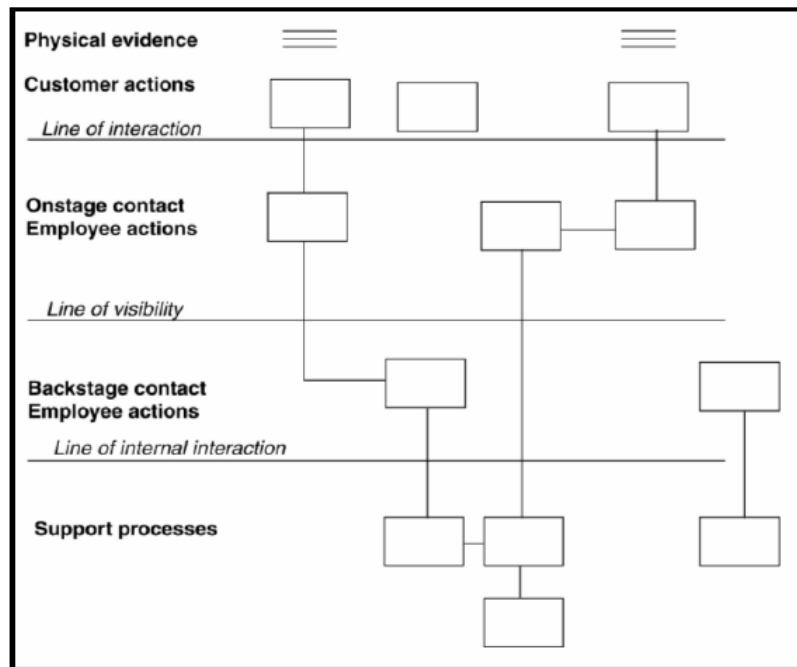 Physical evidence
Customer actions
Line of interaction
Onstage contact
Employee actions
Line of visibility
Backstage contact
Employee actions
Line of internal interaction
Support processes